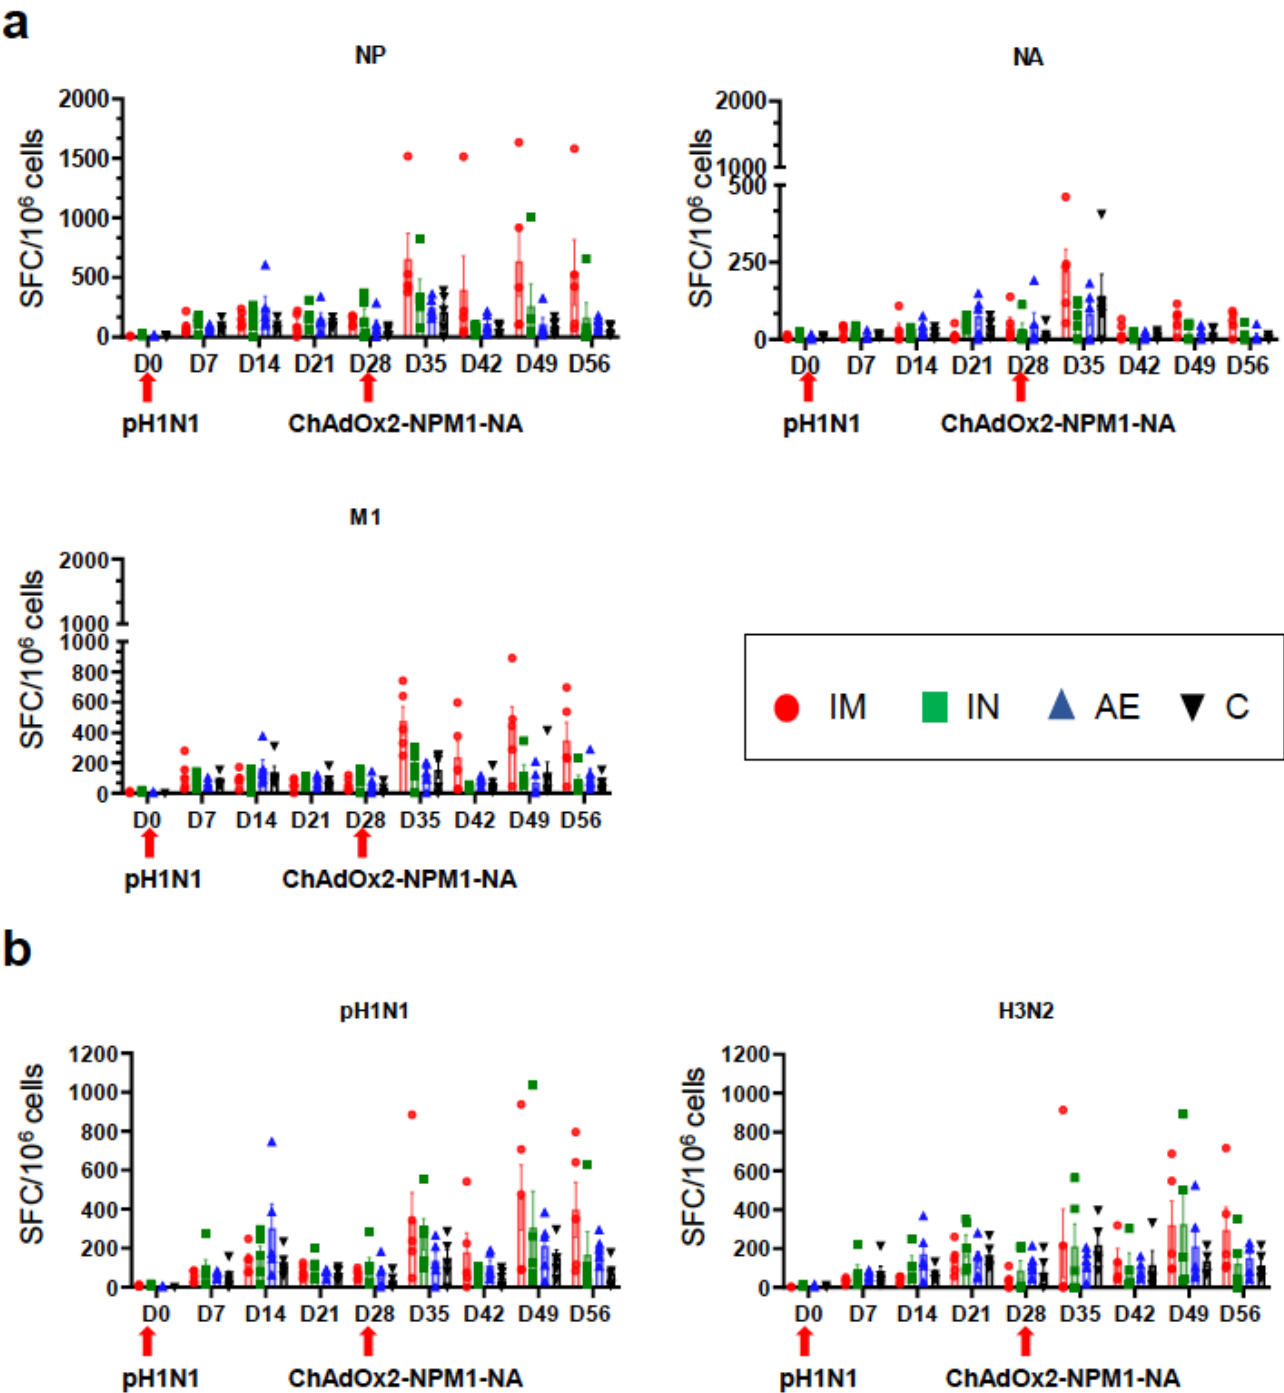 a
NP
SFC/10⁶ cells
2000
1500
1000
500
0
D0 D7 D14 D21 D28 D35 D42 D49 D56
pH1N1 ChAdOx2-NPM1-NA
NA
SFC/10⁶ cells
2000
1000
500
250
0
D0 D7 D14 D21 D28 D35 D42 D49 D56
pH1N1 ChAdOx2-NPM1-NA
M1
SFC/10⁶ cells
2000
1000
1000
800
600
400
200
0
D0 D7 D14 D21 D28 D35 D42 D49 D56
pH1N1 ChAdOx2-NPM1-NA
IM IN AE C
b
pH1N1
SFC/10⁶ cells
1200
1000
800
600
400
200
0
D0 D7 D14 D21 D28 D35 D42 D49 D56
pH1N1 ChAdOx2-NPM1-NA
H3N2
SFC/10⁶ cells
1200
1000
800
600
400
200
0
D0 D7 D14 D21 D28 D35 D42 D49 D56
pH1N1 ChAdOx2-NPM1-NA